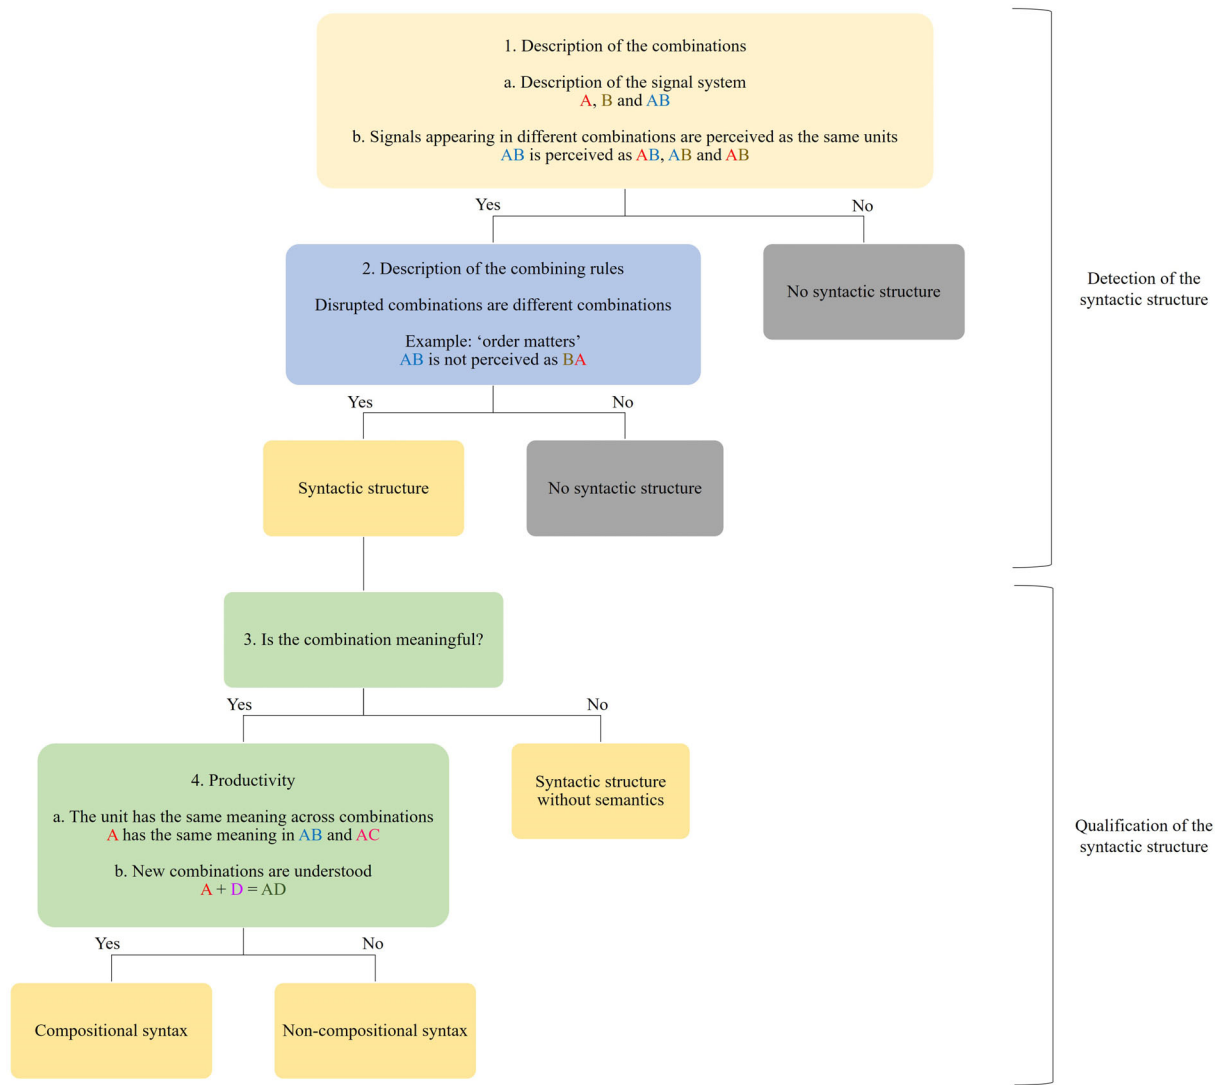 1. Description of the combinations
a. Description of the signal system
A, B and AB
b. Signals appearing in different combinations are perceived as the same units
AB is perceived as AB, AB and AB
Yes
No
2. Description of the combining rules
Disrupted combinations are different combinations
Example: ‘order matters’
AB is not perceived as BA
No syntactic structure
Detection of the
syntactic structure
Yes
No
Syntactic structure
No syntactic structure
3. Is the combination meaningful?
Yes
No
4. Productivity
a. The unit has the same meaning across combinations
A has the same meaning in AB and AC
b. New combinations are understood
A + D = AD
Syntactic structure
without semantics
Qualification of the
syntactic structure
Yes
No
Compositional syntax
Non-compositional syntax